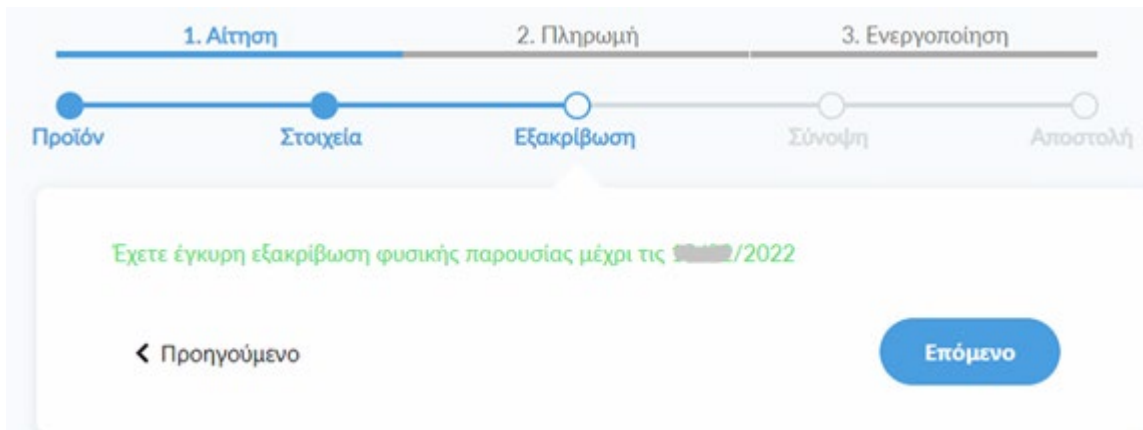 1. Αίτηση 2. Πληρωμή 3. Ενεργοποίηση
Προϊόν Στοιχεία Εξακρίβωση Σύνοψη Αποστολή
Έχετε έγκυρη εξακρίβωση φυσικής παρουσίας μέχρι τις /2022
Προηγούμενο Επόμενο